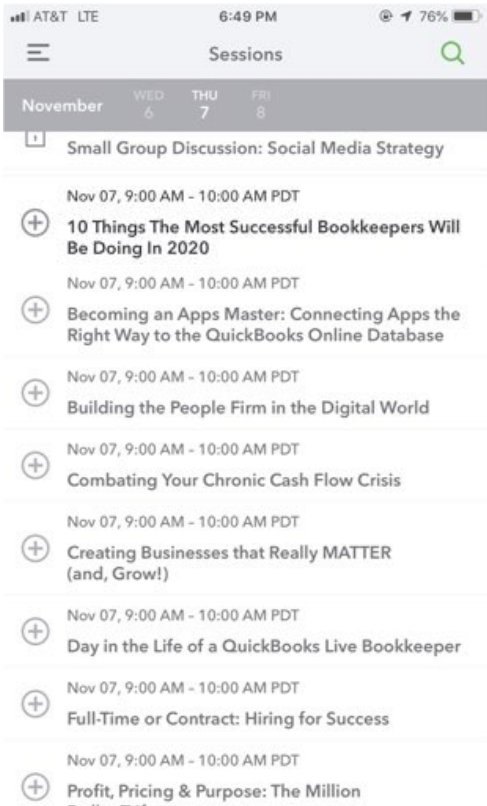 AT&T LTE 6:49 PM 76%
Sessions
November WED 6 THU 7 FRI 8
Small Group Discussion: Social Media Strategy
Nov 07, 9:00 AM - 10:00 AM PDT
10 Things The Most Successful Bookkeepers Will
Be Doing In 2020
Nov 07, 9:00 AM - 10:00 AM PDT
Becoming an Apps Master: Connecting Apps the
Right Way to the QuickBooks Online Database
Nov 07, 9:00 AM - 10:00 AM PDT
Building the People Firm in the Digital World
Nov 07, 9:00 AM - 10:00 AM PDT
Combating Your Chronic Cash Flow Crisis
Nov 07, 9:00 AM - 10:00 AM PDT
Creating Businesses that Really MATTER
(and, Grow!)
Nov 07, 9:00 AM - 10:00 AM PDT
Day in the Life of a QuickBooks Live Bookkeeper
Nov 07, 9:00 AM - 10:00 AM PDT
Full-Time or Contract: Hiring for Success
Nov 07, 9:00 AM - 10:00 AM PDT
Profit, Pricing & Purpose: The Million